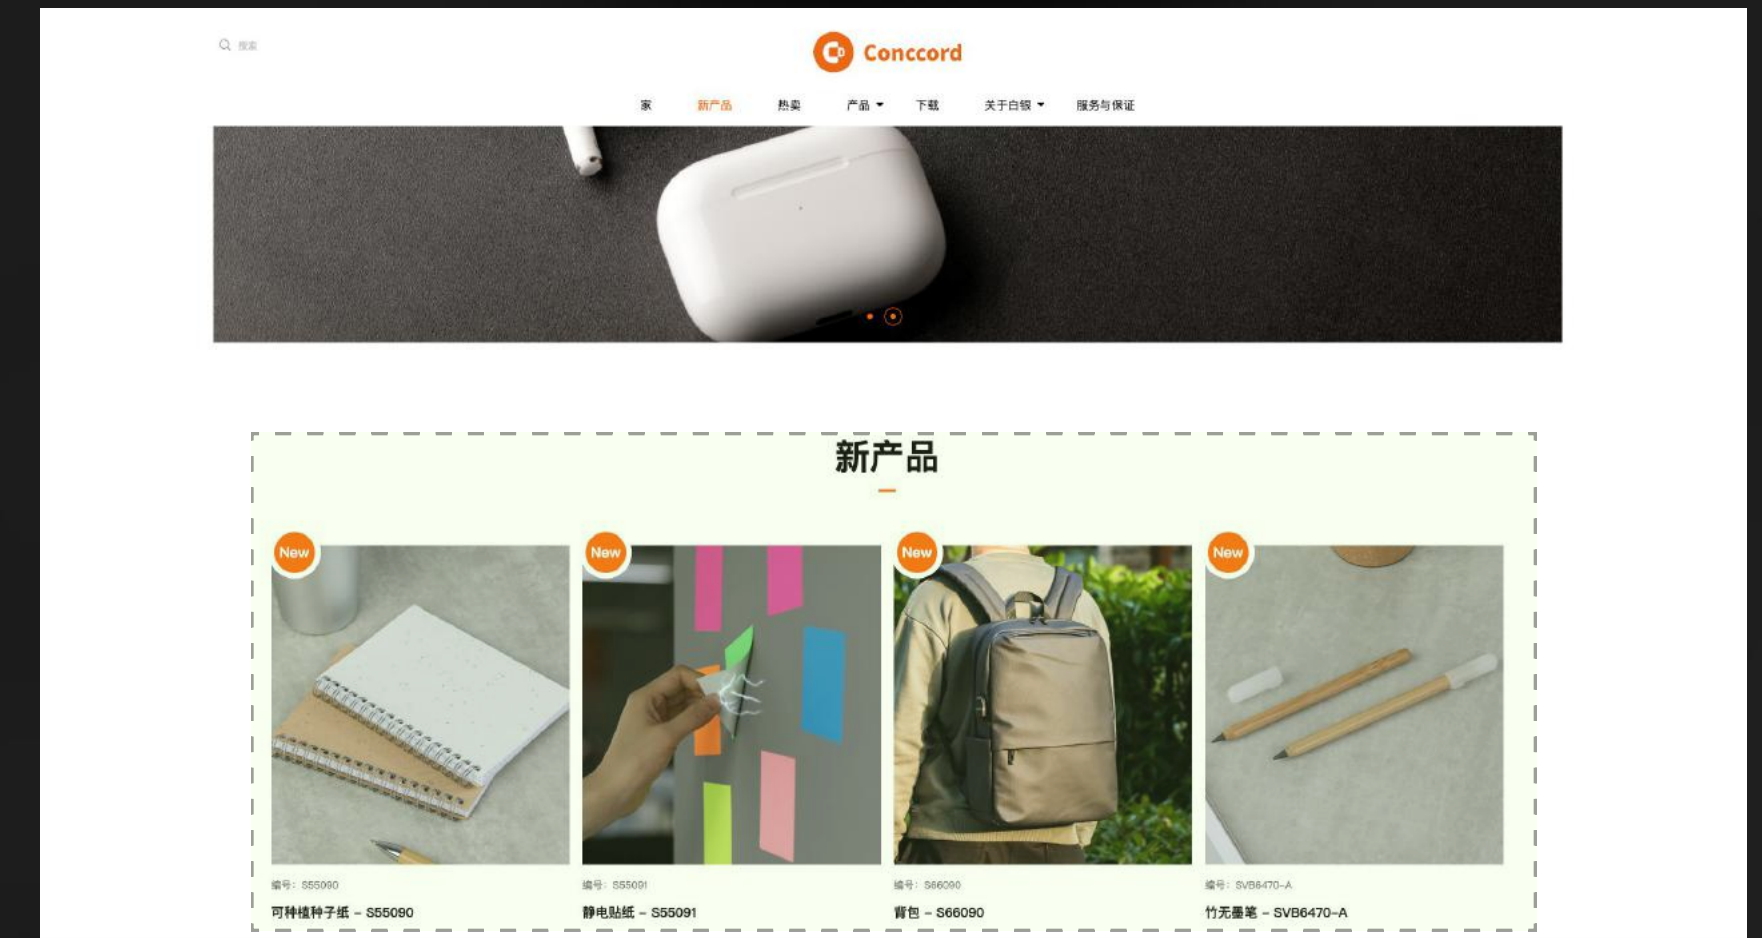 搜索
Conccord
家 新产品 热卖 产品 下载 关于白银 服务与保证
新产品
New New New New
编号：S55090 编号：S55091 编号：S66090 编号：SVB6470-A
可种植种子纸 - S55090 静电贴纸 - S55091 背包 - S66090 竹无墨笔 - SVB6470-A